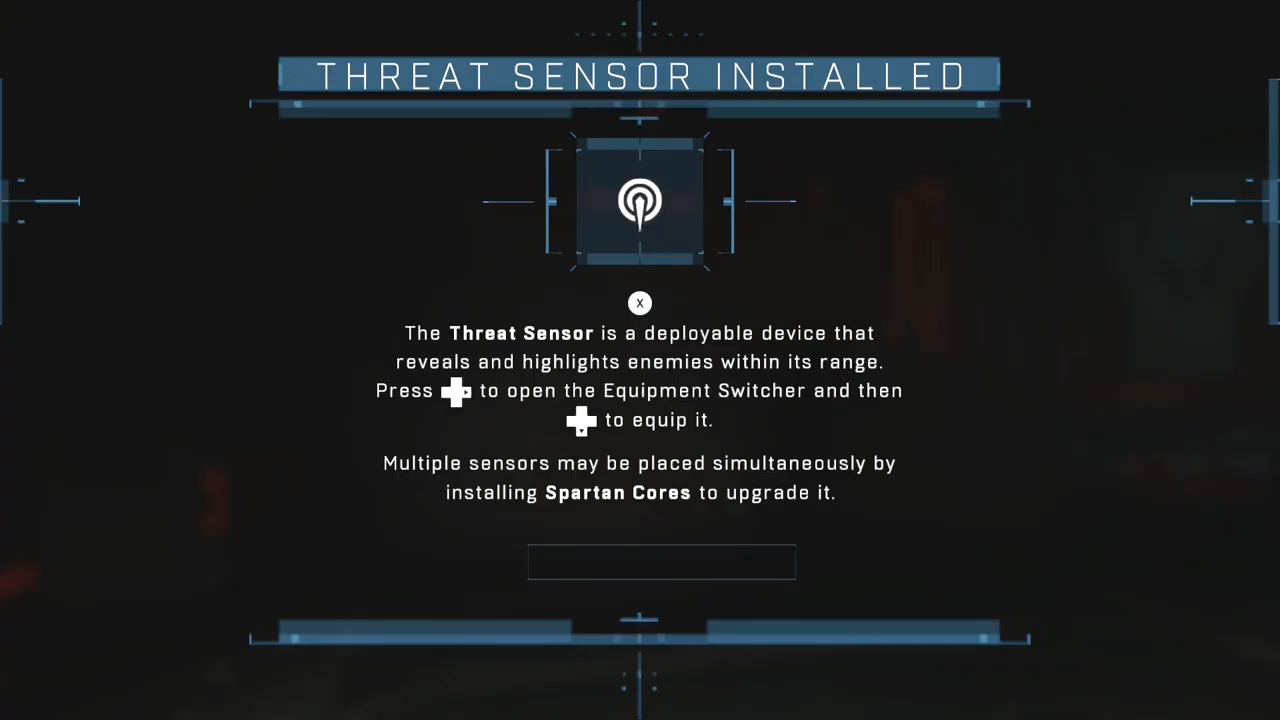 THREAT SENSOR INSTALLED
X
The Threat Sensor is a deployable device that
reveals and highlights enemies within its range.
Press to open the Equipment Switcher and then
to equip it.
Multiple sensors may be placed simultaneously by
installing Spartan Cores to upgrade it.